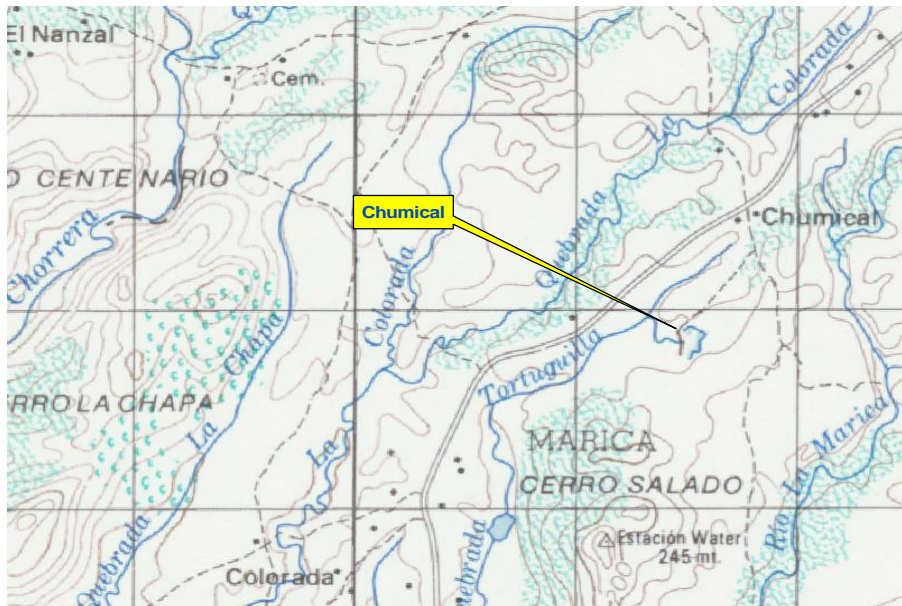 El Nanzal
Cem.
La Colorada
O CENTENARIO
Chorrera
Chumical
Chumical
Quebrada
Colorada
La Chapa
Tortuguilla
ERRO LA CHAPA
La
MARICA
CERRO SALADO
Río La Marica
Quebrada
Quebrada
Estación Water
245 mt.
Colorada